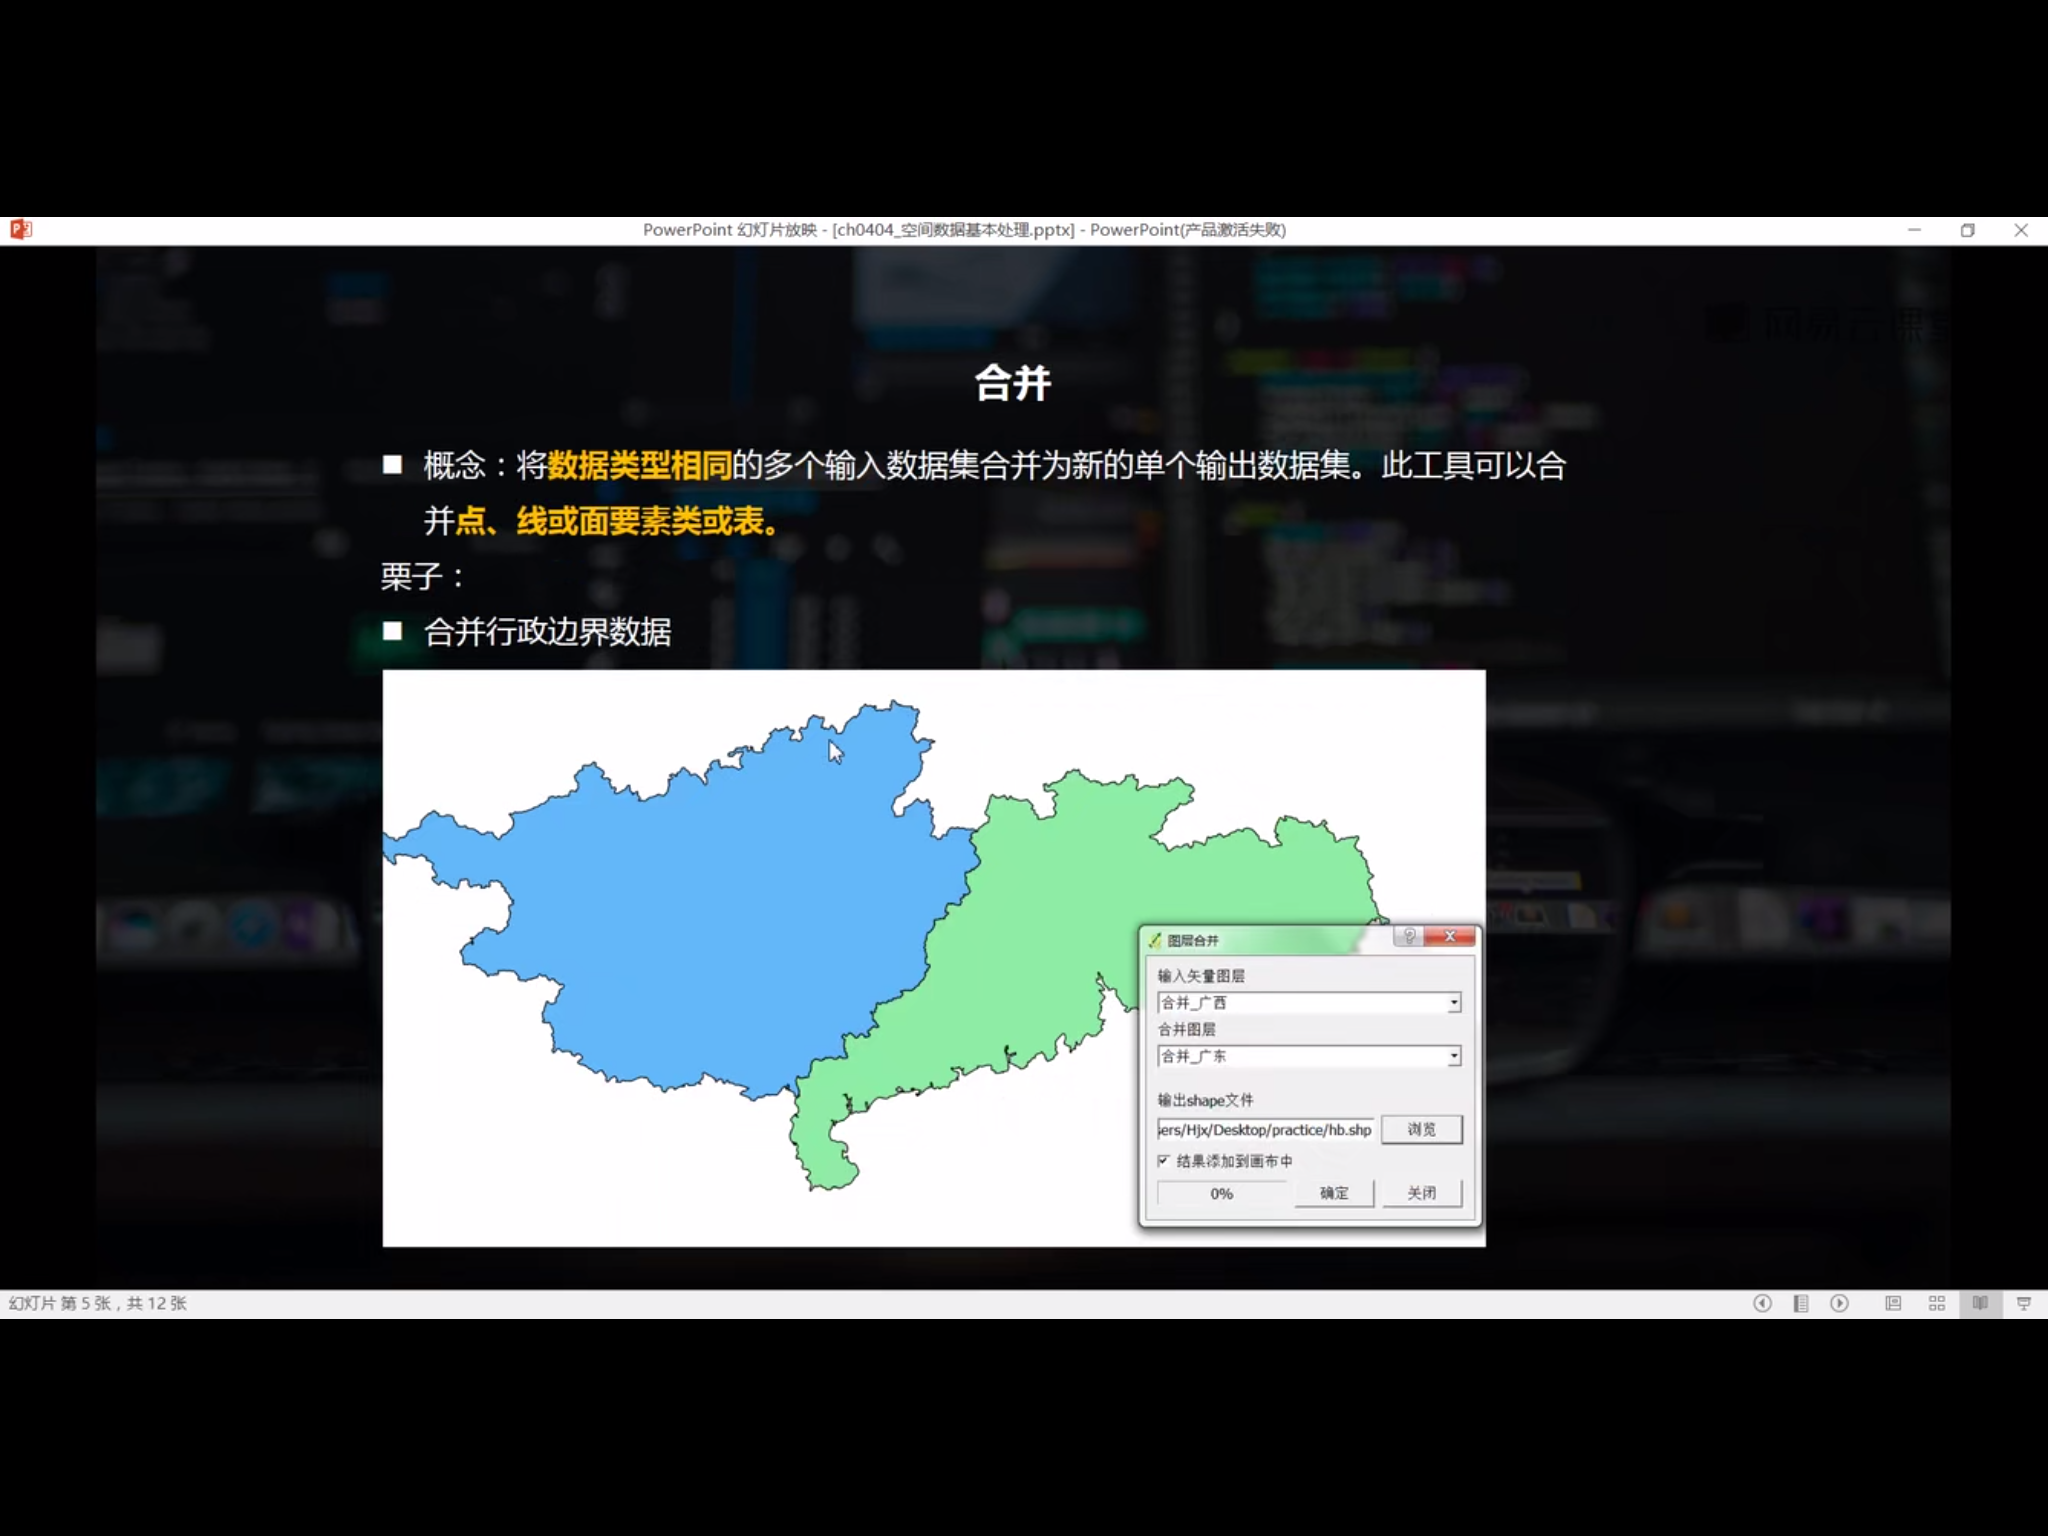 PowerPoint 幻灯片放映 - [ch0404_空间数据基本处理.pptx] - PowerPoint(产品激活失败)
合并
■ 概念：将数据类型相同的多个输入数据集合并为新的单个输出数据集。此工具可以合
并点、线或面要素类或表。
栗子：
■ 合并行政边界数据
图层合并
输入矢量图层
合并_广西
合并图层
合并_广东
输出shape文件
sers/Hjx/Desktop/practice/hb.shp
浏览
结果添加到画布中
0%
确定
关闭
幻灯片 第 5 张，共 12 张